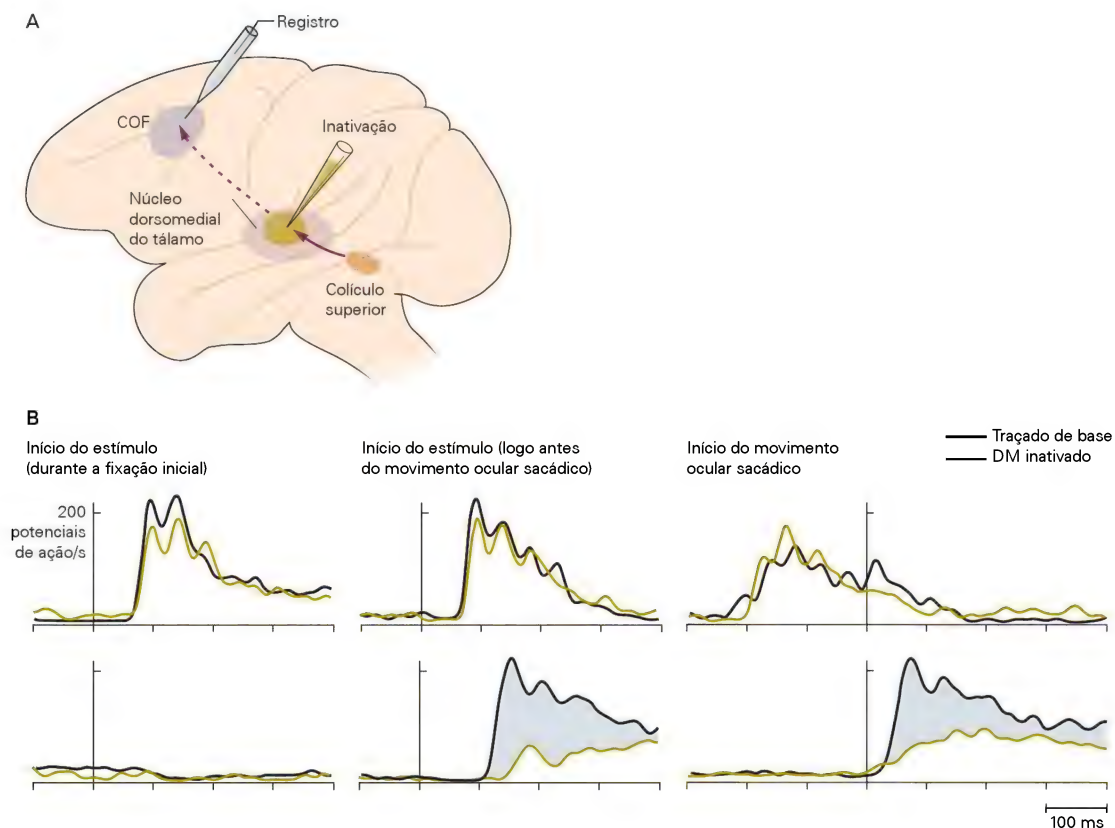 A
Registro
COF
Inativação
Núcleo
dorsomedial
do tálamo
Colículo
superior
B
Início do estímulo
(durante a fixação inicial)
Início do estímulo (logo antes
do movimento ocular sacádico)
Início do movimento
ocular sacádico
Traçado de base
DM inativado
200
potenciais
de ação/s
100 ms